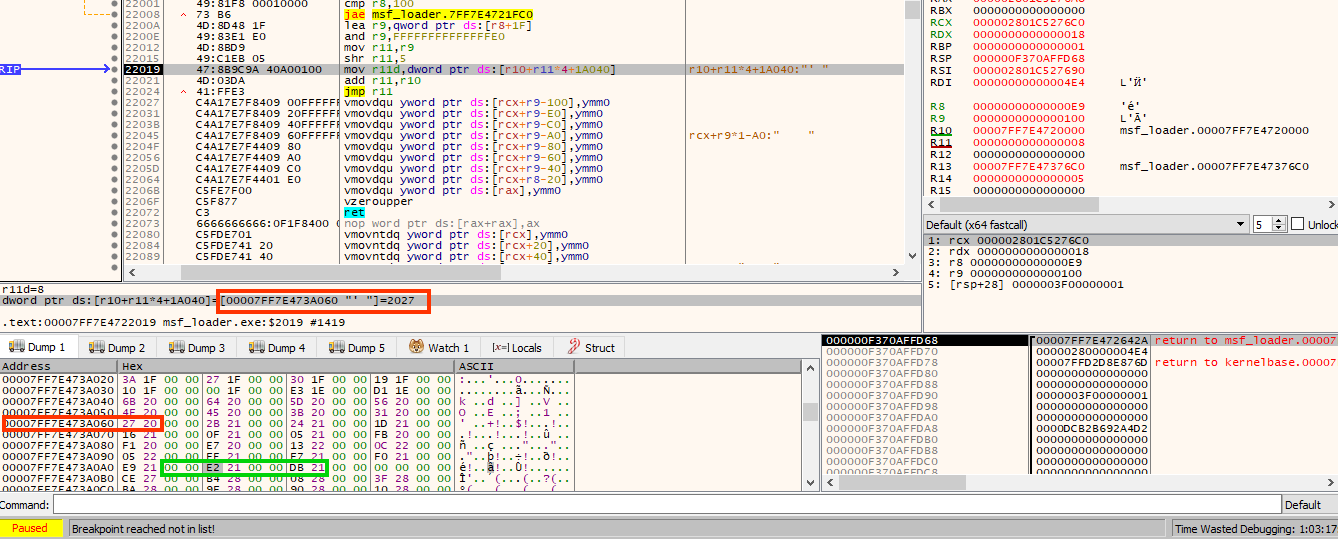 22001 49:81F8 00010000 cmp r8,100
22008 ^ 73 B6 jae msf_loader.7FF7E4721FC0
2200A 4D:8D48 1F lea r9,qword ptr ds:[r8+1F]
2200E 49:83E1 E0 and r9,FFFFFFFFFFFFFFE0
22012 4D:8BD9 mov r11,r9
22015 49:C1EB 05 shr r11,5
RIP 22019 47:8B9C9A 40A00100 mov r11d,dword ptr ds:[r10+r11*4+1A040] r10+r11*4+1A040:"' "
22021 4D:03DA add r11,r10
22024 ^ 41:FFE3 jmp r11
22027 C4A17E7F8409 00FFFFFF vmovdqu yword ptr ds:[rcx+r9-100],ymm0
22031 C4A17E7F8409 20FFFFFF vmovdqu yword ptr ds:[rcx+r9-E0],ymm0
2203B C4A17E7F8409 40FFFFFF vmovdqu yword ptr ds:[rcx+r9-C0],ymm0
22045 C4A17E7F8409 60FFFFFF vmovdqu yword ptr ds:[rcx+r9-A0],ymm0 rcx+r9*1-A0:" "
2204F C4A17E7F8409 80 vmovdqu yword ptr ds:[rcx+r9-80],ymm0
22056 C4A17E7F4409 A0 vmovdqu yword ptr ds:[rcx+r9-60],ymm0
2205D C4A17E7F4409 C0 vmovdqu yword ptr ds:[rcx+r9-40],ymm0
22064 C4A17E7F4401 E0 vmovdqu yword ptr ds:[rcx+r8-20],ymm0
2206B C5FE7F00 vmovdqu yword ptr ds:[rax],ymm0
2206F C5F877 vzeroupper
22072 C3 ret
22073 6666666666:0F1F8400 0 nop word ptr ds:[rax+rax],ax
22080 C5FDE701 vmovntdq yword ptr ds:[rcx],ymm0
22084 C5FDE741 20 vmovntdq yword ptr ds:[rcx+20],ymm0
22089 C5FDE741 40 vmovntdq yword ptr ds:[rcx+40],ymm0
RBX 0000000000000000
RCX 000002801C5276C0
RDX 0000000000000018
RBP 0000000000000001
RSP 000000F370AFFD68
RSI 000002801C527690
RDI 00000000000004E4 L'Ӥ'
R8 00000000000000E9 'é'
R9 0000000000000100 L'Ā'
R10 00007FF7E4720000 msf_loader.00007FF7E4720000
R11 0000000000000008
R12 0000000000000000
R13 00007FF7E47376C0 msf_loader.00007FF7E47376C0
R14 0000000000000005
R15 0000000000000000
Default (x64 fastcall) 5 Unlock
1: rcx 000002801C5276C0
2: rdx 0000000000000018
3: r8 00000000000000E9
4: r9 0000000000000100
5: [rsp+28] 0000003F00000001
r11d=8
dword ptr ds:[r10+r11*4+1A040]=[00007FF7E473A060 "' "]=2027
.text:00007FF7E4722019 msf_loader.exe:$2019 #1419
Dump 1 Dump 2 Dump 3 Dump 4 Dump 5 Watch 1 [x=] Locals Struct
Address Hex ASCII
00007FF7E473A020 3A 1F 00 00 27 1F 00 00 30 1F 00 00 19 1F 00 00
00007FF7E473A030 10 1F 00 00 00 1F 00 00 E3 1E 00 00 D1 1E 00 00
00007FF7E473A040 6B 20 00 00 64 20 00 00 5D 20 00 00 56 20 00 00
00007FF7E473A050 4F 20 00 00 45 20 00 00 3B 20 00 00 31 20 00 00
00007FF7E473A060 27 20 00 00 2B 21 00 00 24 21 00 00 1D 21 00 00
00007FF7E473A070 16 21 00 00 0F 21 00 00 05 21 00 00 FB 20 00 00
00007FF7E473A080 F1 20 00 00 E7 20 00 00 13 22 00 00 0C 22 00 00
00007FF7E473A090 05 22 00 00 FE 21 00 00 F7 21 00 00 F0 21 00 00
00007FF7E473A0A0 E9 21 00 00 E2 21 00 00 DB 21 00 00 00 00 00 00
00007FF7E473A0B0 CE 27 00 00 B4 28 00 00 08 28 00 00 3F 28 00 00
000000F370AFFD68 00007FF7E472642A return to msf_loader.0000
000000F370AFFD70 00000280000004E4
000000F370AFFD78 00007FFD2D8E876D return to kernelbase.0000
000000F370AFFD80 0000000000000000
000000F370AFFD88 0000000000000000
000000F370AFFD90 0000003F00000001
000000F370AFFD98 0000000000000000
000000F370AFFDA0 0000000000000000
000000F370AFFDA8 0000DCB2B692A4D2
000000F370AFFDB0 0000000000000000
000000F370AFFDB8 0000000000000000
000000F370AFFDC0 0000000000000000
Command: Default
Paused Breakpoint reached not in list! Time Wasted Debugging: 1:03:17